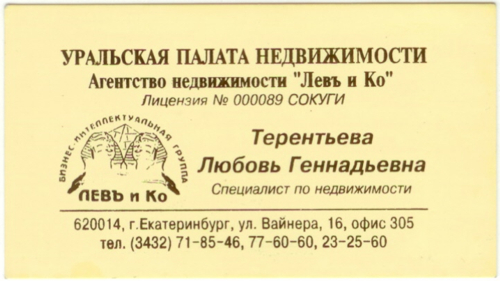 УРАЛЬСКАЯ ПАЛАТА НЕДВИЖИМОСТИ
Агентство недвижимости "Левъ и Ко"
Лицензия № 000089 СОКУГИ
БИЗНЕС-ИНТЕЛЛЕКТУАЛЬНАЯ ГРУППА
ЛЕВЪ и Ко
Терентьева
Любовь Геннадьевна
Специалист по недвижимости
620014, г.Екатеринбург, ул. Вайнера, 16, офис 305
тел. (3432) 71-85-46, 77-60-60, 23-25-60